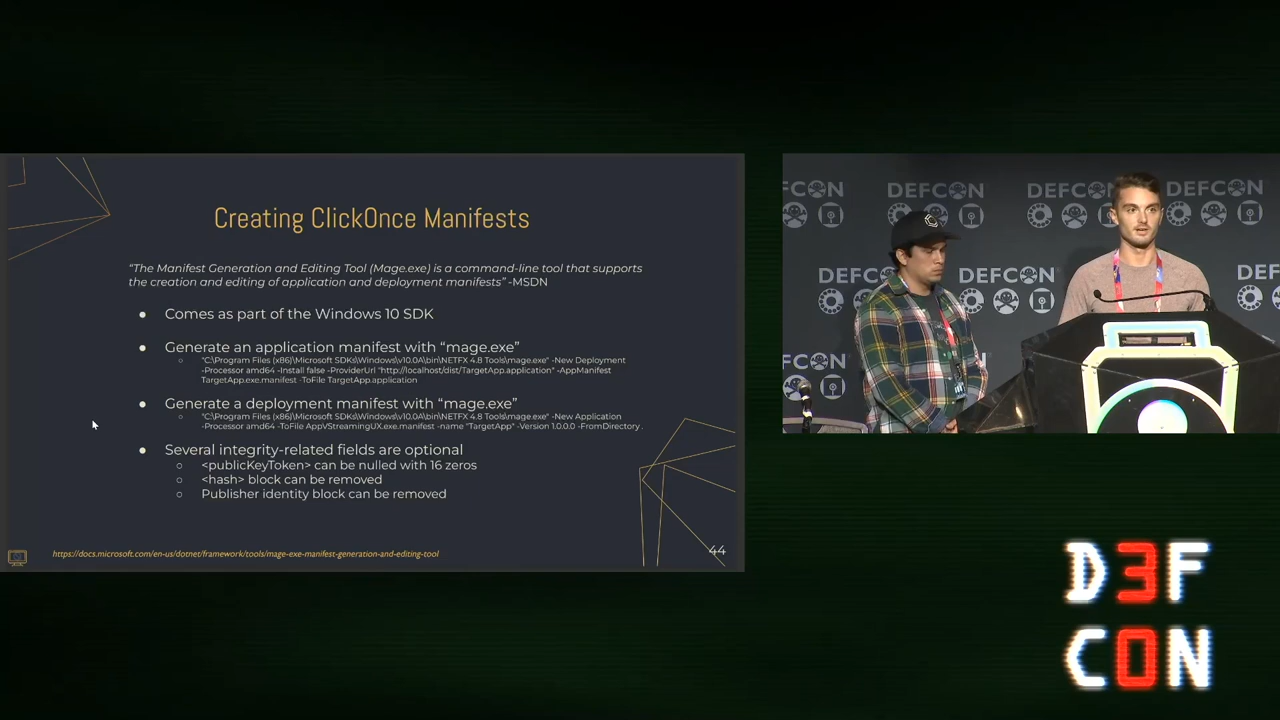 Creating ClickOnce Manifests
“The Manifest Generation and Editing Tool (Mage.exe) is a command-line tool that supports
the creation and editing of application and deployment manifests” -MSDN
● Comes as part of the Windows 10 SDK
● Generate an application manifest with “mage.exe”
○ "C:\Program Files (x86)\Microsoft SDKs\Windows\v10.0A\bin\NETFX 4.8 Tools\mage.exe" -New Deployment
-Processor amd64 -Install false -ProviderUrl "http://localhost/dist/TargetApp.application" -AppManifest
TargetApp.exe.manifest -ToFile TargetApp.application
● Generate a deployment manifest with “mage.exe”
○ "C:\Program Files (x86)\Microsoft SDKs\Windows\v10.0A\bin\NETFX 4.8 Tools\mage.exe" -New Application
-Processor amd64 -ToFile AppVStreamingUX.exe.manifest -name "TargetApp" -Version 1.0.0.0 -FromDirectory .
● Several integrity-related fields are optional
○ <publicKeyToken> can be nulled with 16 zeros
○ <hash> block can be removed
○ Publisher identity block can be removed
https://docs.microsoft.com/en-us/dotnet/framework/tools/mage-exe-manifest-generation-and-editing-tool
44
EFCON DEFCON DEFCON DEFCON
DEFCON DEFCON DEF
EFCON
D3F
C0N